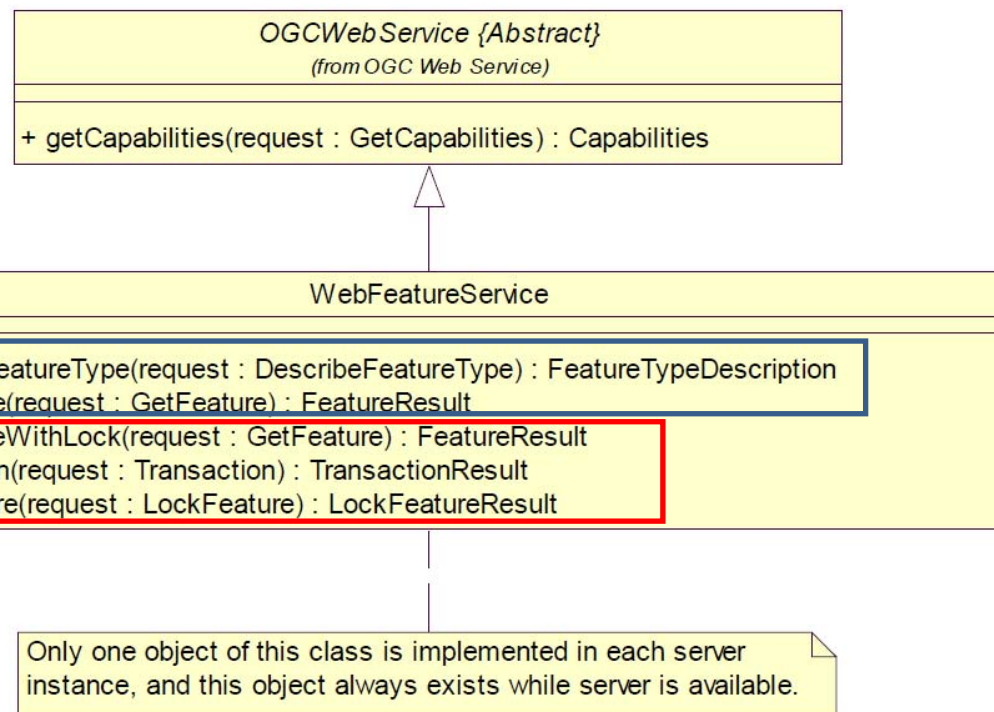 OGCWebService {Abstract}
(from OGC Web Service)
+ getCapabilities(request : GetCapabilities) : Capabilities
WebFeatureService
eatureType(request : DescribeFeatureType) : FeatureTypeDescription
e(request : GetFeature) : FeatureResult
eWithLock(request : GetFeature) : FeatureResult
n(request : Transaction) : TransactionResult
re(request : LockFeature) : LockFeatureResult
Only one object of this class is implemented in each server
instance, and this object always exists while server is available.